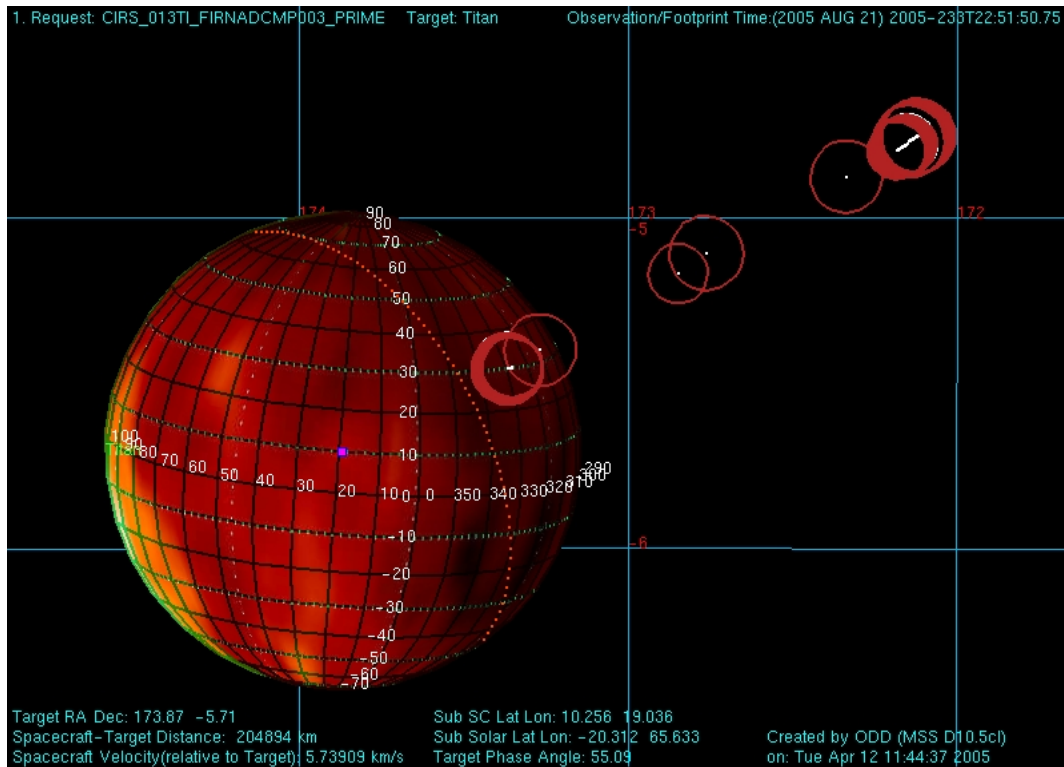 1. Request: CIRS_013TI_FIRNADCMP003_PRIME Target: Titan Observation/Footprint Time:(2005 AUG 21) 2005-233T22:51:50.75
174 173 172
-5
90
80
70
60
50
40
30
20
10
100 90 80 70 60 50 40 30 20 10 0 0 350 340 330 320 310 300 290
Titan
-6
-10
-20
-30
-40
-50
-60
-70
Target RA Dec: 173.87 -5.71 Sub SC Lat Lon: 10.256 19.036
Spacecraft-Target Distance: 204894 km Sub Solar Lat Lon: -20.312 65.633 Created by ODD (MSS D10.5cl)
Spacecraft Velocity(relative to Target): 5.73909 km/s Target Phase Angle: 55.09 on: Tue Apr 12 11:44:37 2005